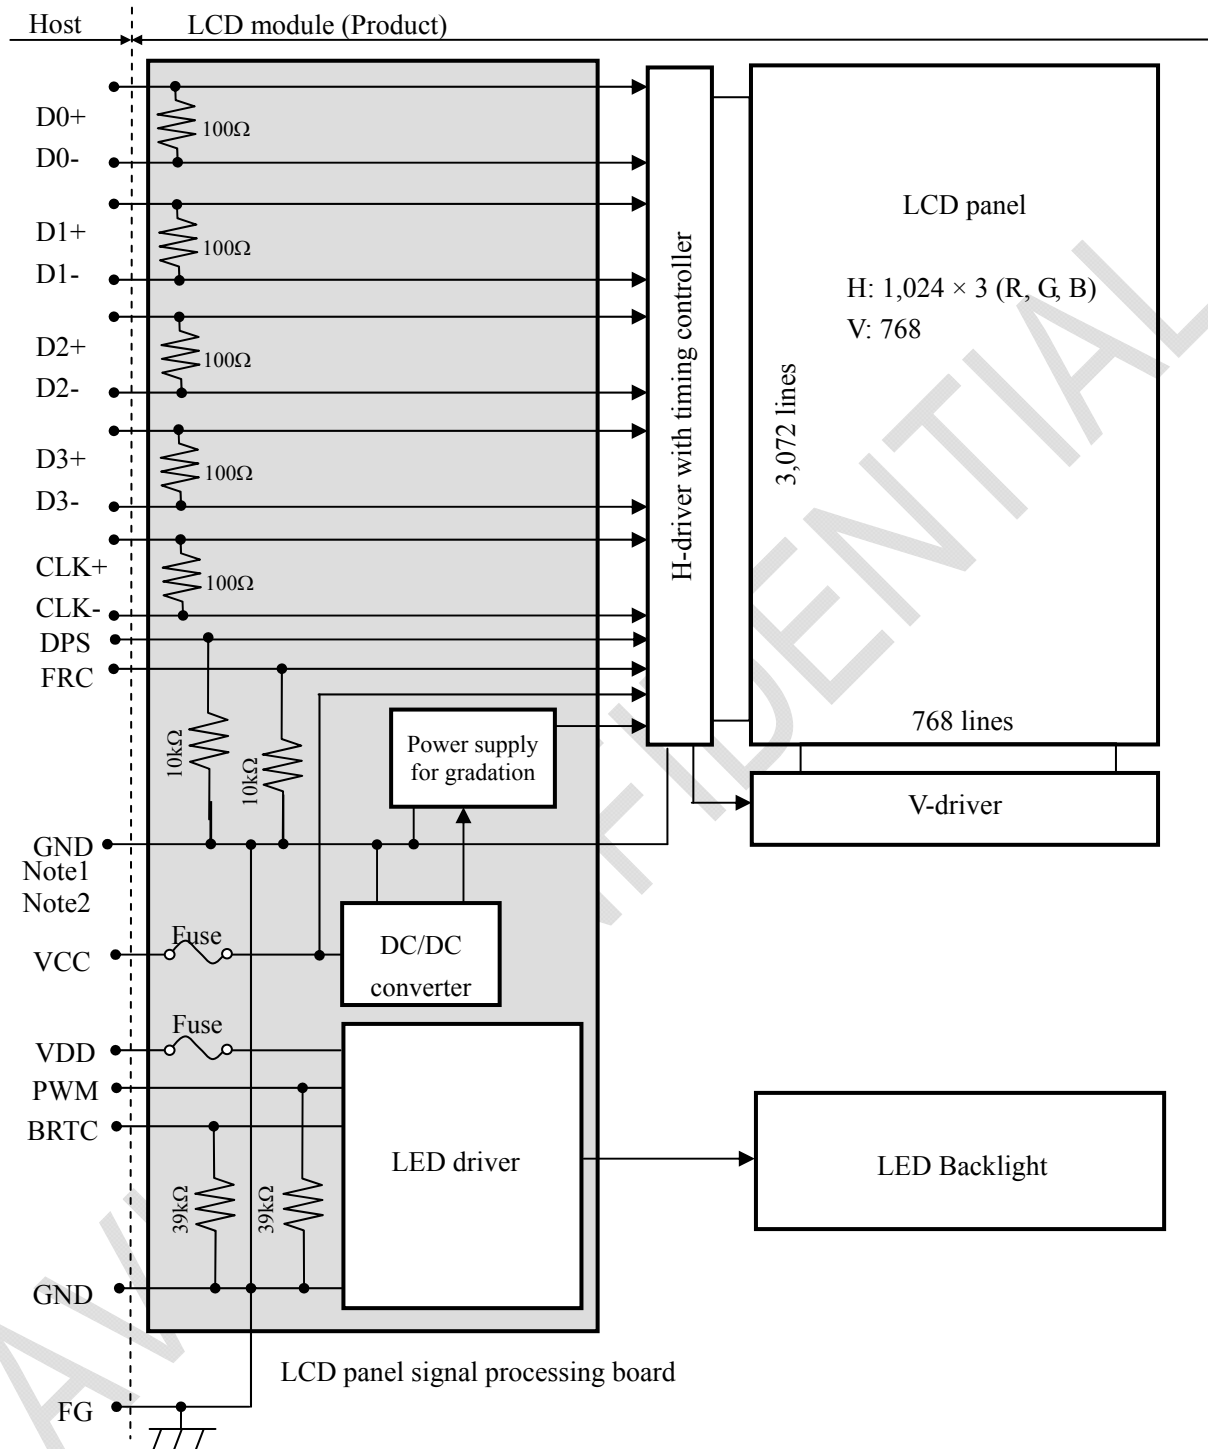 Host
LCD module (Product)
D0+
100Ω
D0-
D1+
100Ω
D1-
D2+
100Ω
D2-
D3+
100Ω
D3-
CLK+
100Ω
CLK-
DPS
FRC
10kΩ
10kΩ
Power supply
for gradation
H-driver with timing controller
LCD panel
H: 1,024 × 3 (R, G, B)
V: 768
3,072 lines
768 lines
V-driver
GND
Note1
Note2
Fuse
VCC
DC/DC
converter
Fuse
VDD
PWM
BRTC
39kΩ
39kΩ
LED driver
LED Backlight
GND
LCD panel signal processing board
FG